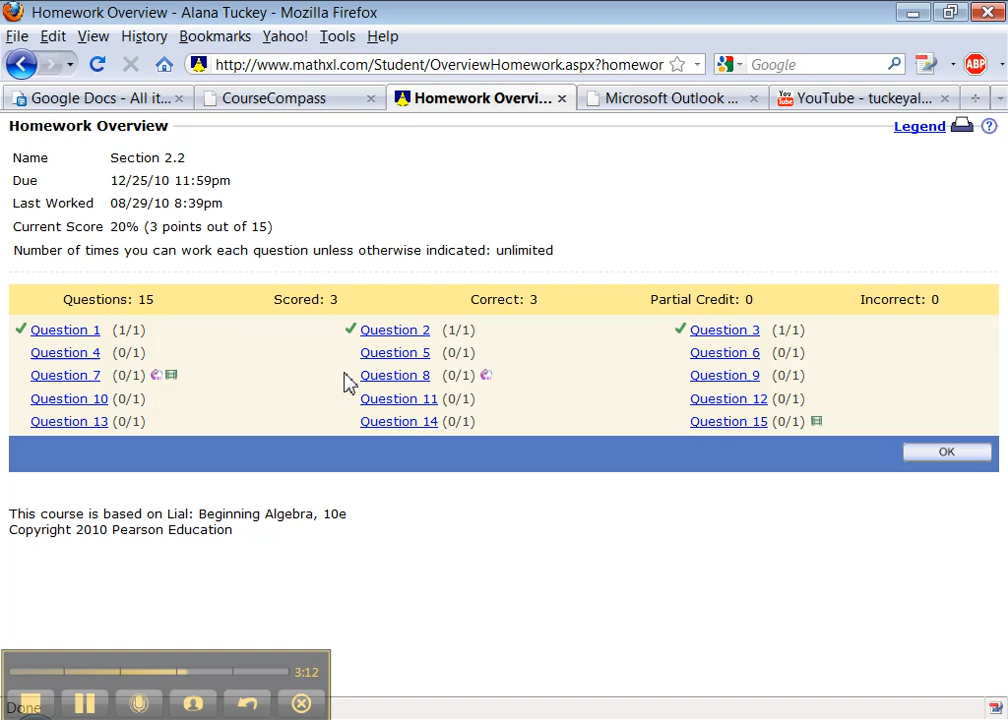 Homework Overview - Alana Tuckey - Mozilla Firefox
File Edit View History Bookmarks Yahoo! Tools Help
http://www.mathxl.com/Student/OverviewHomework.aspx?homewor Google ABP
Google Docs - All it... CourseCompass Homework Overvi... Microsoft Outlook ... You Tube YouTube - tuckeyal...
Homework Overview Legend
Name Section 2.2
Due 12/25/10 11:59pm
Last Worked 08/29/10 8:39pm
Current Score 20% (3 points out of 15)
Number of times you can work each question unless otherwise indicated: unlimited
Questions: 15 Scored: 3 Correct: 3 Partial Credit: 0 Incorrect: 0
Question 1 (1/1) Question 2 (1/1) Question 3 (1/1)
Question 4 (0/1) Question 5 (0/1) Question 6 (0/1)
Question 7 (0/1) Question 8 (0/1) Question 9 (0/1)
Question 10 (0/1) Question 11 (0/1) Question 12 (0/1)
Question 13 (0/1) Question 14 (0/1) Question 15 (0/1)
OK
This course is based on Lial: Beginning Algebra, 10e
Copyright 2010 Pearson Education
3:12
Done